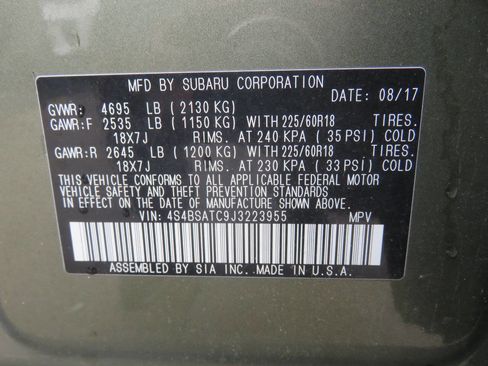 MFD BY SUBARU CORPORATION
DATE: 08/17
GVWR: 4695 LB (2130 KG)
GAWR:F 2535 LB (1150 KG) WITH 225/60R18 TIRES.
18X7J RIMS. AT 240 KPA (35 PSI) COLD
GAWR:R 2645 LB (1200 KG) WITH 225/60R18 TIRES.
18X7J RIMS. AT 230 KPA (33 PSI) COLD
THIS VEHICLE CONFORMS TO ALL APPLICABLE FEDERAL MOTOR
VEHICLE SAFETY AND THEFT PREVENTION STANDARDS
IN EFFECT ON THE DATE OF MANUFACTURE SHOWN ABOVE.
VIN: 4S4BSATC9J3223955 MPV
ASSEMBLED BY SIA INC. MADE IN U.S.A.